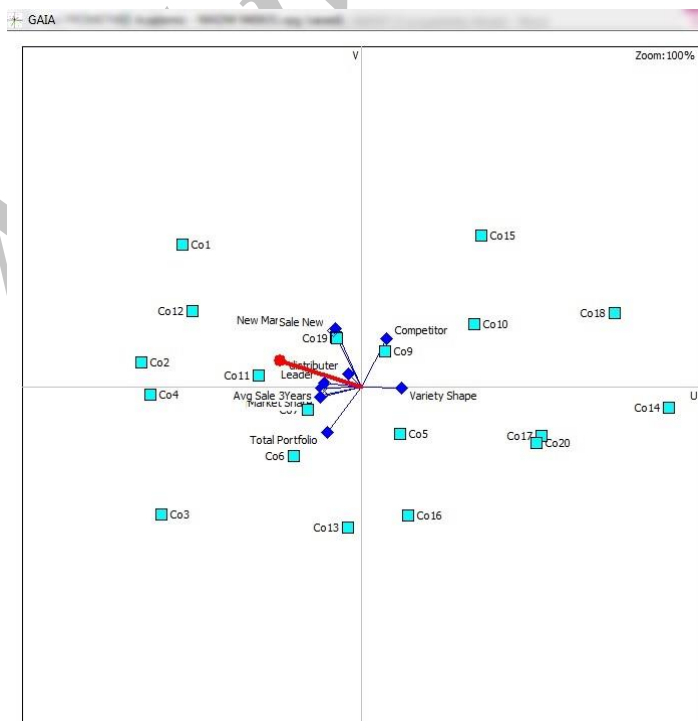 GAIA
V
Zoom:100%
Co15
Co1
Co12
Co18
New Mar
Sale New
Co10
Competitor
Co19
Co9
Co2
distributer
Co11
Leader
U
Co4
Avg Sale 3Years
Variety Shape
Market Share
Co14
Total Portfolio
Co5
Co17
Co20
Co6
Co3
Co16
Co13